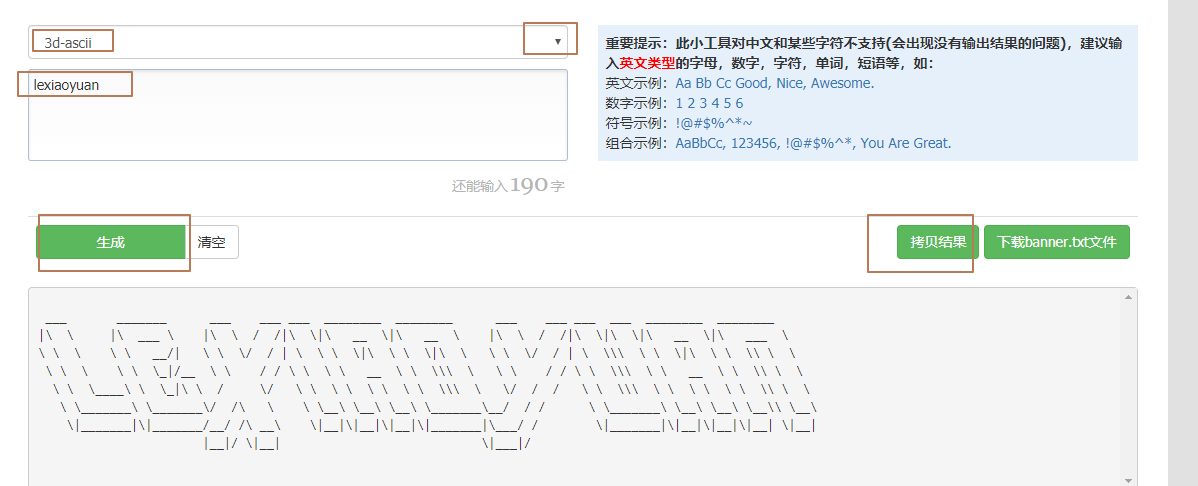 3d-ascii
lexiaoyuan
重要提示：此小工具对中文和某些字符不支持(会出现没有输出结果的问题)，建议输
入英文类型的字母，数字，字符，单词，短语等，如：
英文示例：Aa Bb Cc Good, Nice, Awesome.
数字示例：1 2 3 4 5 6
符号示例：!@#$%^*~
组合示例：AaBbCc, 123456, !@#$%^*, You Are Great.
还能输入190字
生成 清空 拷贝结果 下载banner.txt文件